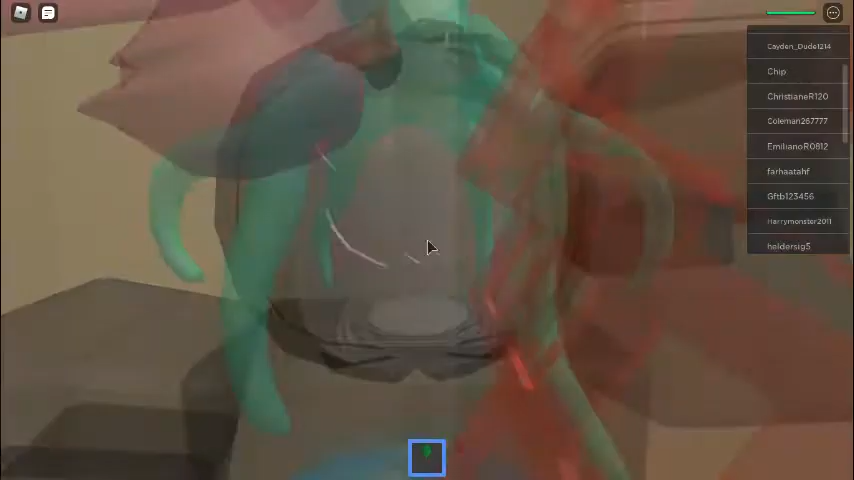 Cayden_Dude1214
Chip
ChristianeR120
Coleman267777
EmilianoR0812
farhaatahf
Gftb123456
Harrymonster2011
heldersig5